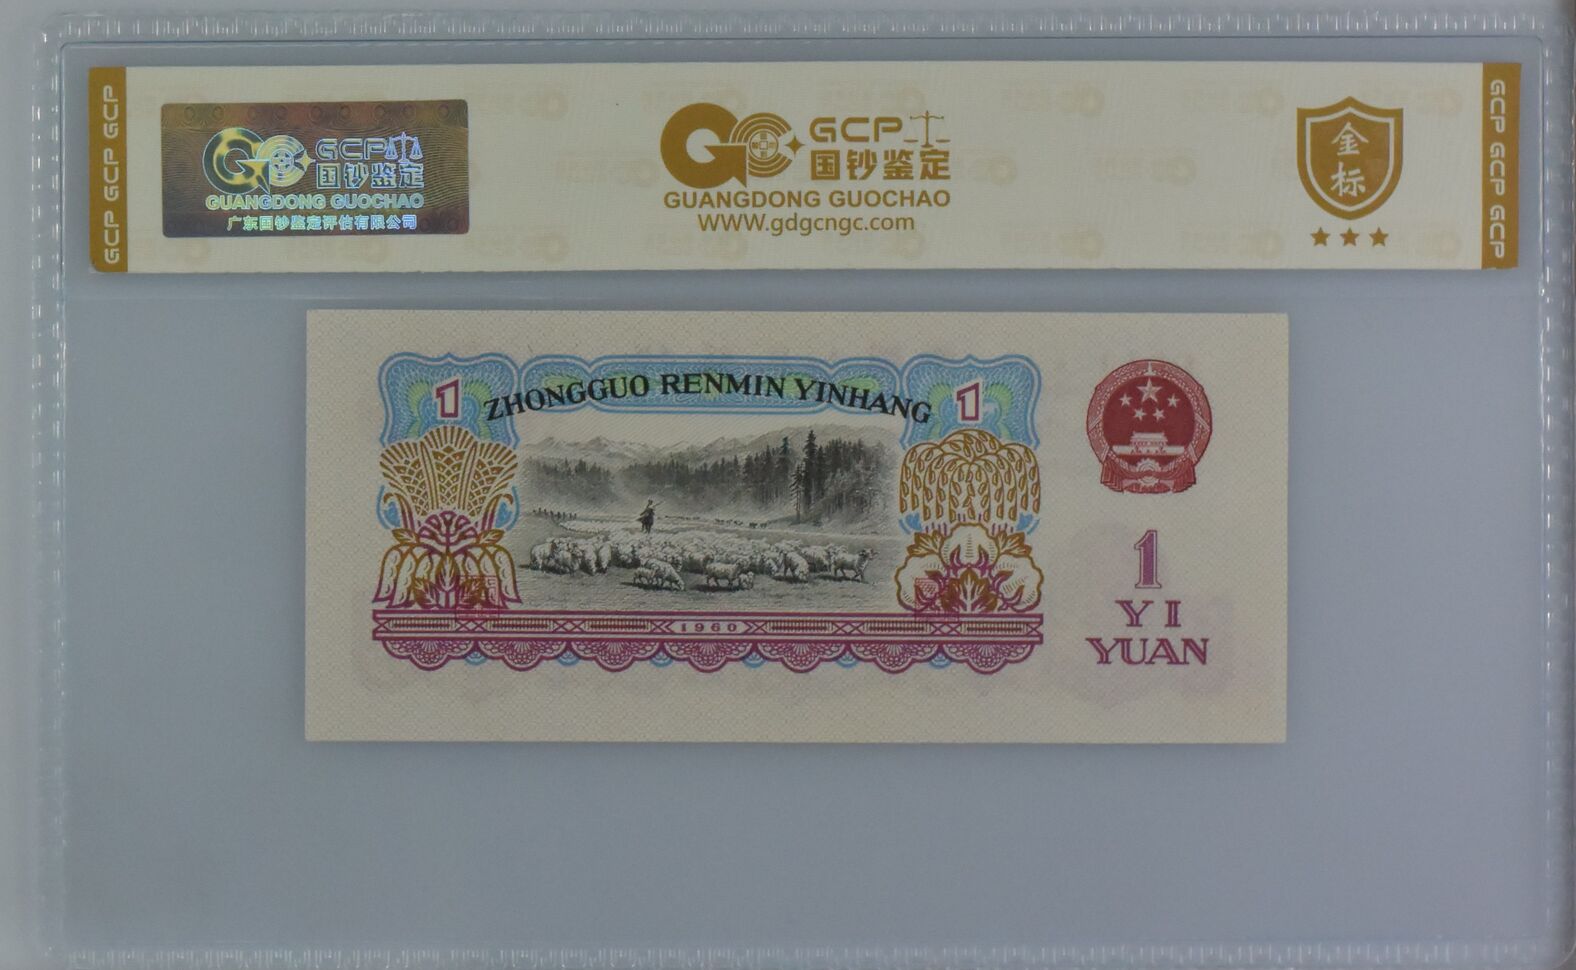 GCP GCP GCP
GCP
国钞鉴定
GUANGDONG GUOCHAO
广东国钞鉴定评估有限公司
GCP
国钞鉴定
GUANGDONG GUOCHAO
WWW.gdgcngc.com
金
标
GCP GCP GCP
1
ZHONGGUO RENMIN YINHANG
1
1960
1
YI
YUAN